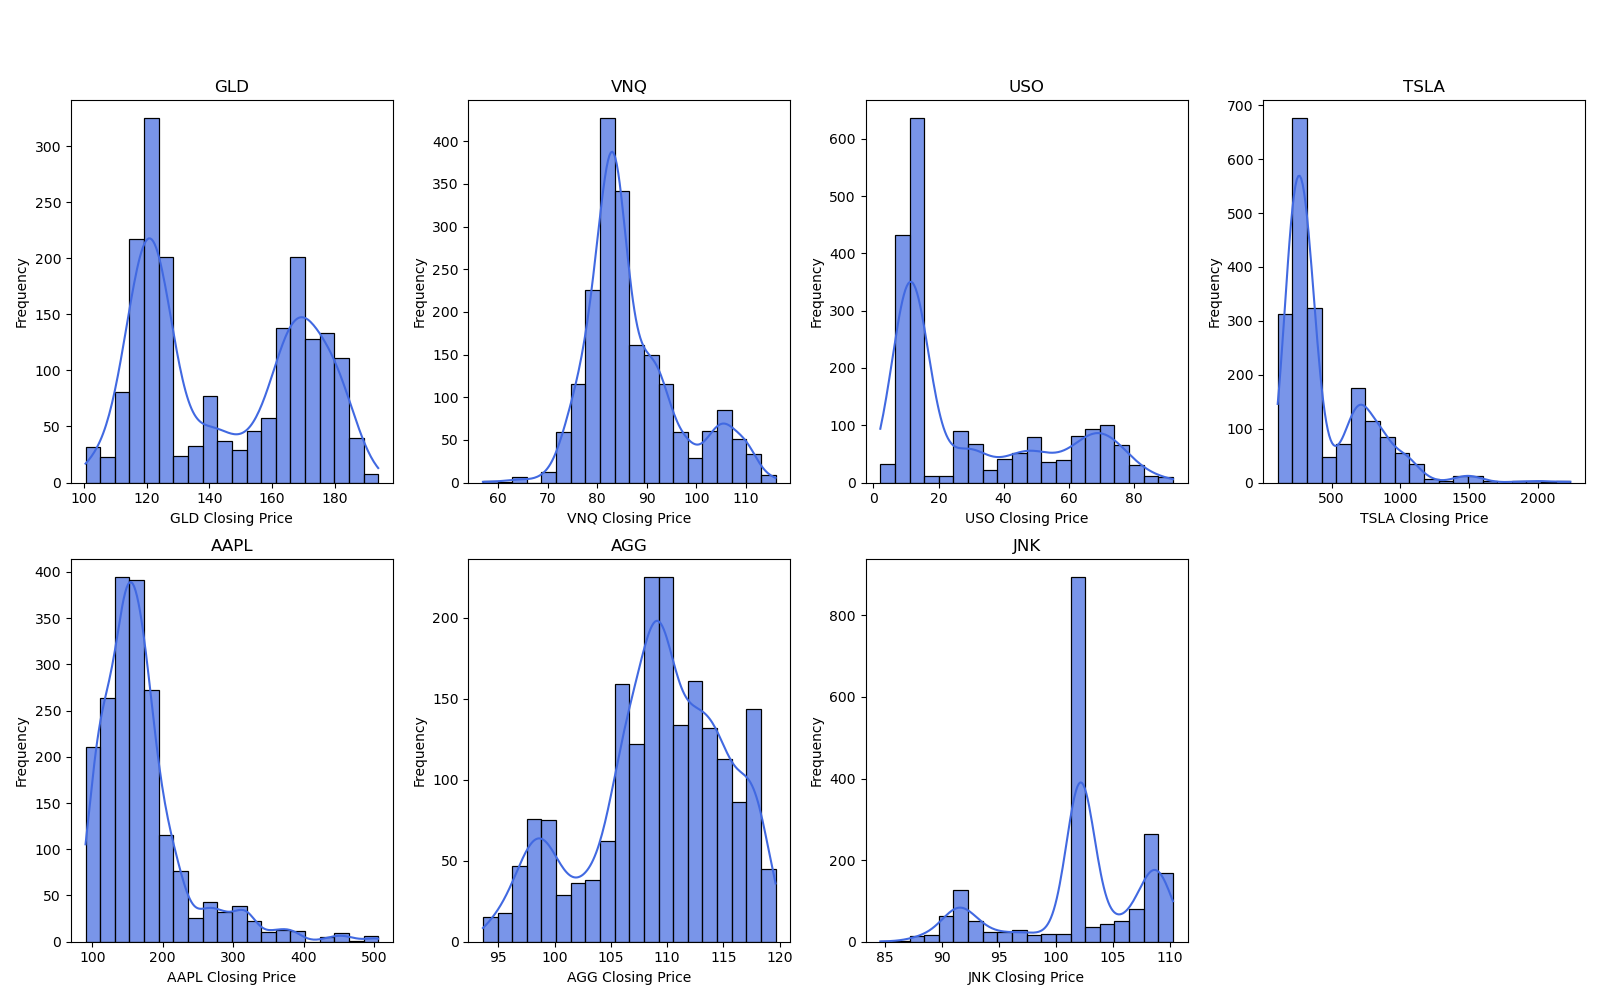 GLD
VNQ
USO
TSLA
Frequency
300
250
200
150
100
50
0
100 120 140 160 180
GLD Closing Price
Frequency
400
350
300
250
200
150
100
50
0
60 70 80 90 100 110
VNQ Closing Price
Frequency
600
500
400
300
200
100
0
0 20 40 60 80
USO Closing Price
Frequency
700
600
500
400
300
200
100
0
500 1000 1500 2000
TSLA Closing Price
AAPL
AGG
JNK
Frequency
400
350
300
250
200
150
100
50
0
100 200 300 400 500
AAPL Closing Price
Frequency
200
150
100
50
0
95 100 105 110 115 120
AGG Closing Price
Frequency
800
600
400
200
0
85 90 95 100 105 110
JNK Closing Price